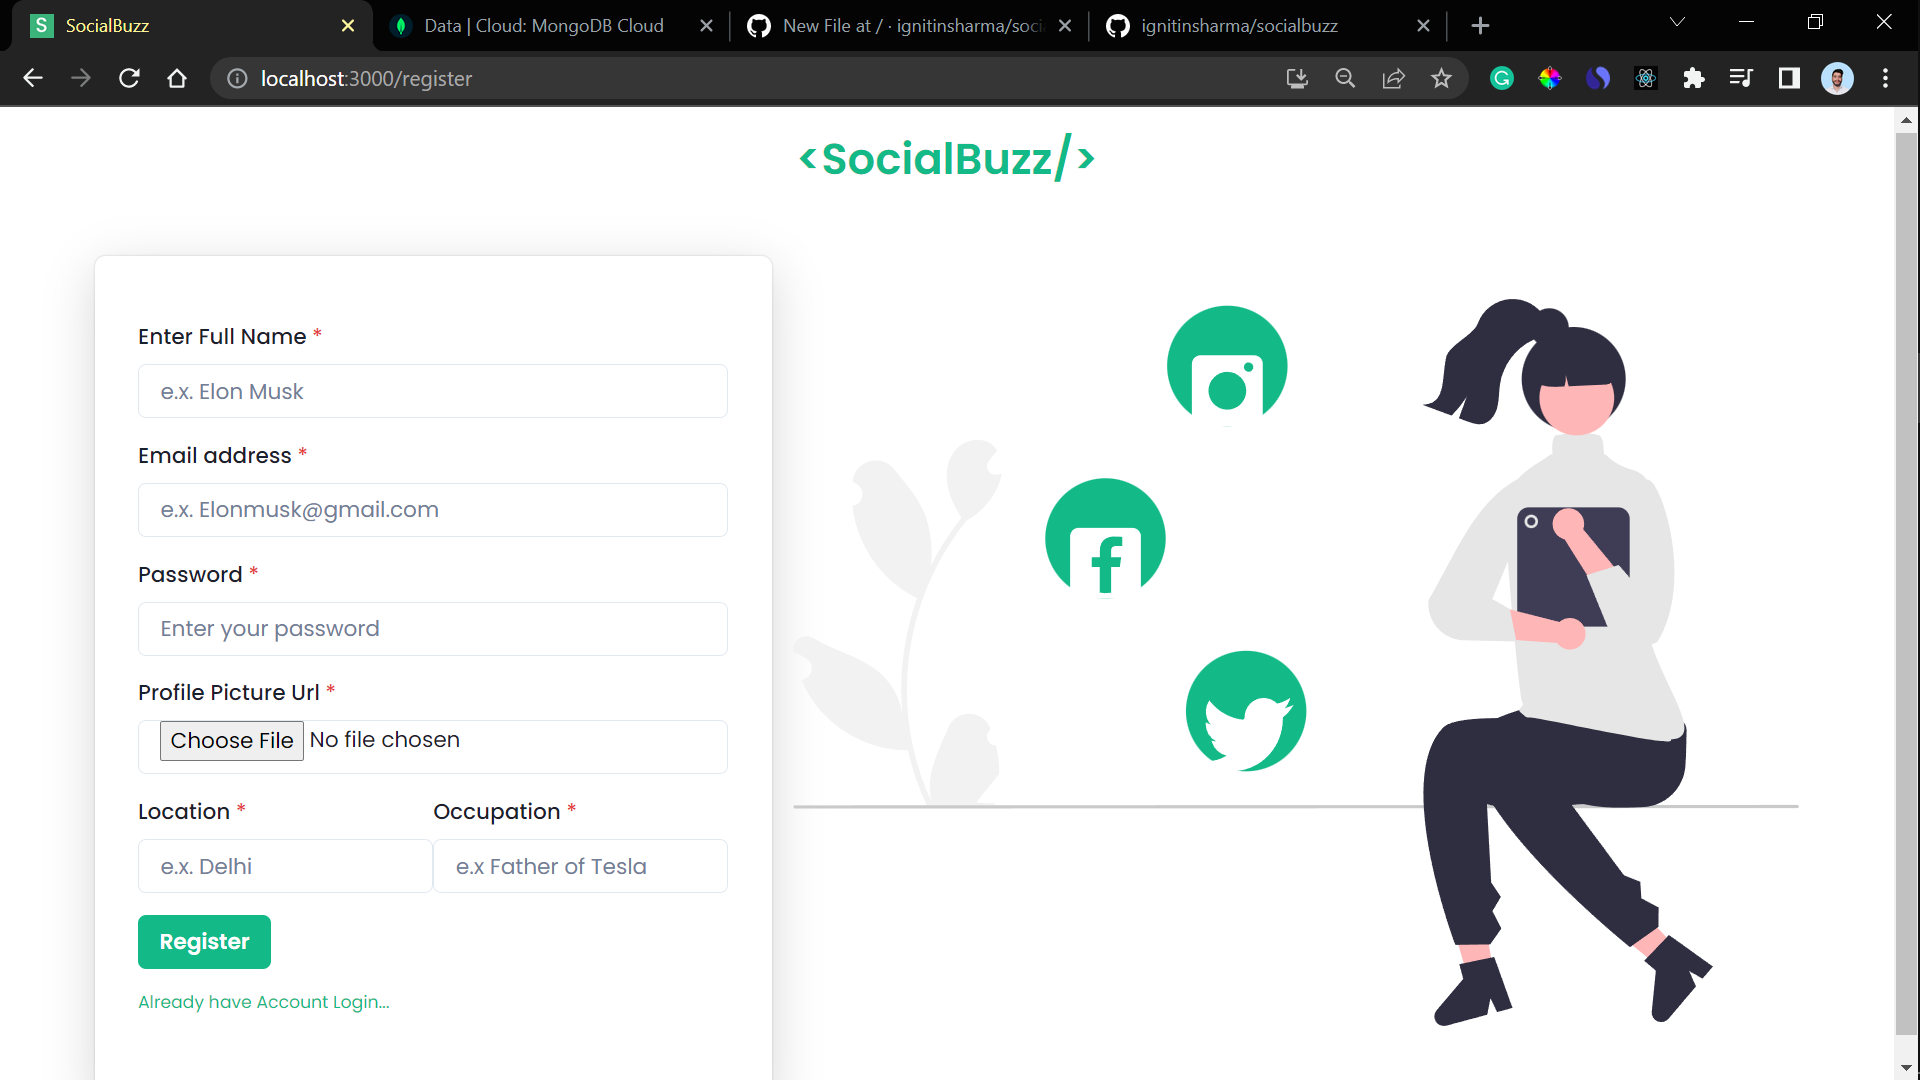 S SocialBuzz
Data | Cloud: MongoDB Cloud
New File at / · ignitinsharma/soci
ignitinsharma/socialbuzz
localhost:3000/register
<SocialBuzz/>
Enter Full Name *
e.x. Elon Musk
Email address *
e.x. Elonmusk@gmail.com
Password *
Enter your password
Profile Picture Url *
Choose File No file chosen
Location * Occupation *
e.x. Delhi e.x Father of Tesla
Register
Already have Account Login...